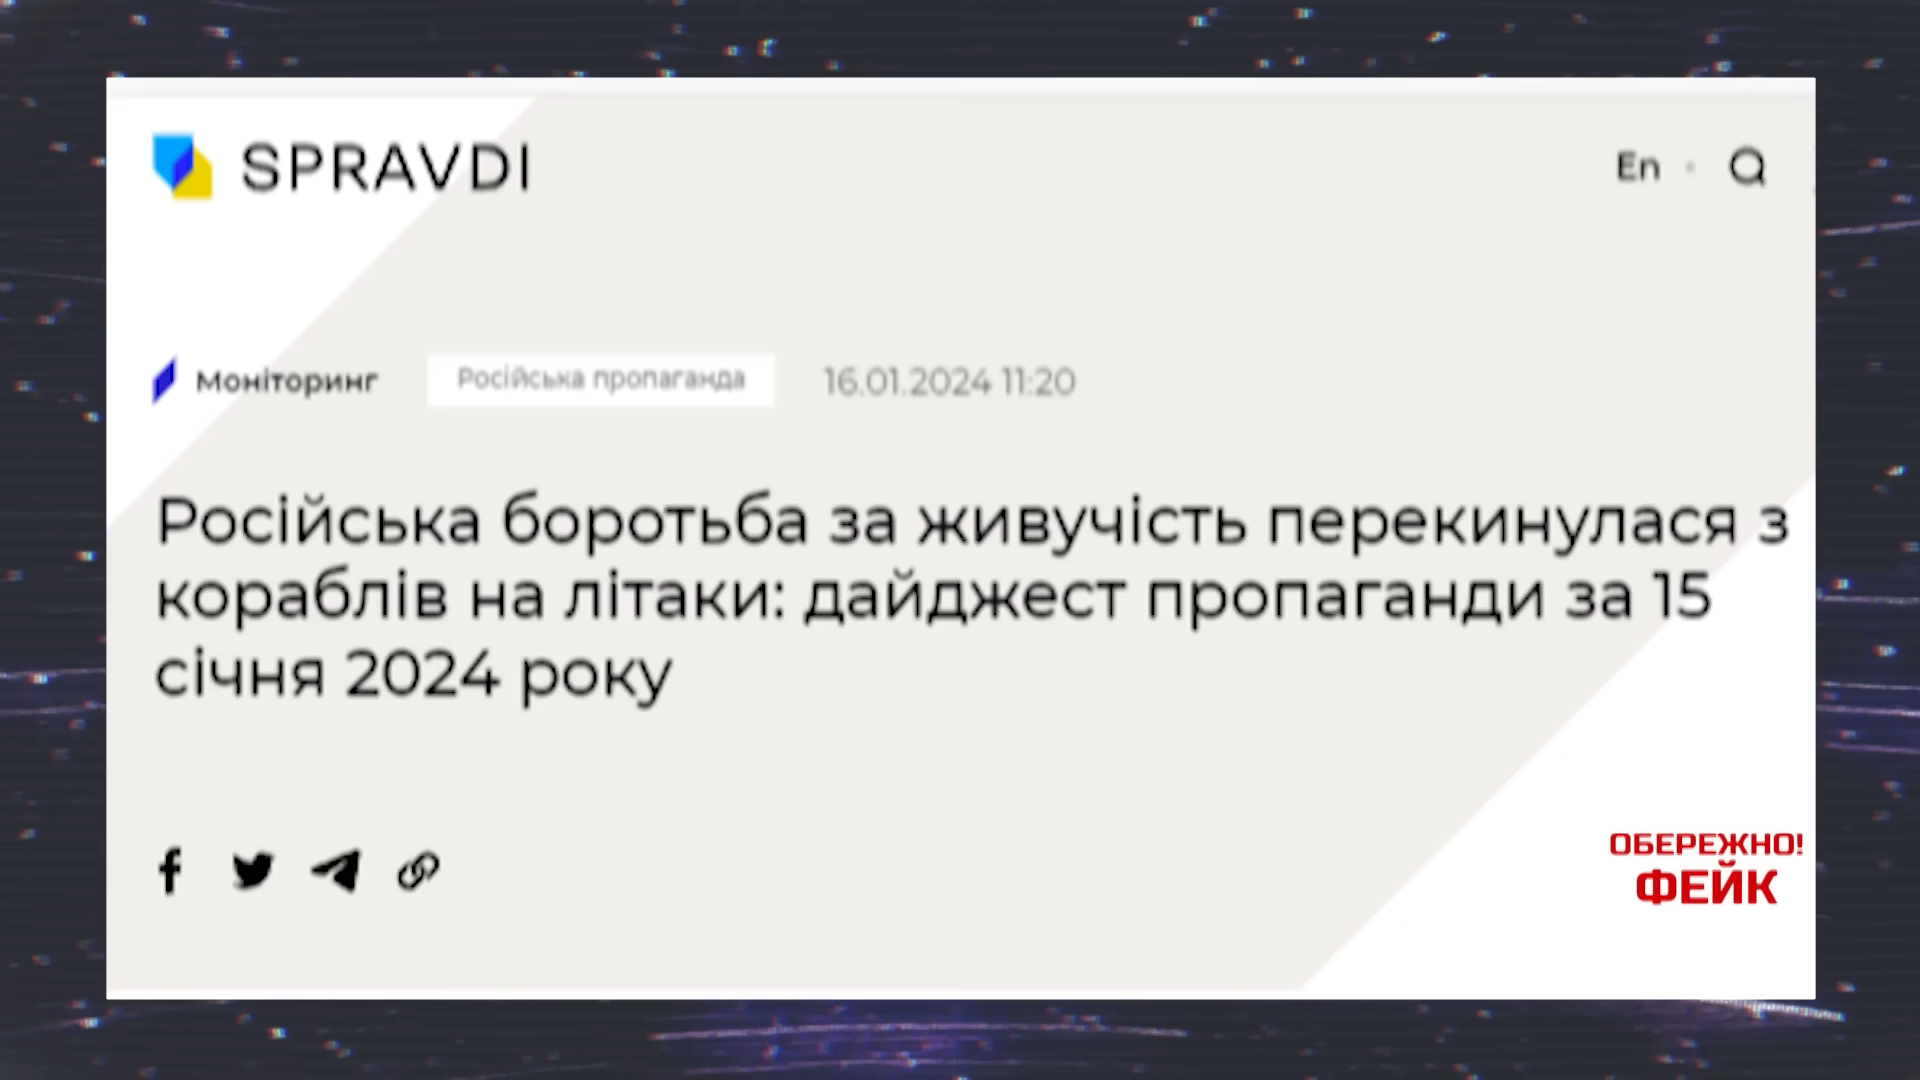 SPRAVDI
En
Моніторинг
Російська пропаганда
16.01.2024 11:20
Російська боротьба за живучість перекинулася з
кораблів на літаки: дайджест пропаганди за 15
січня 2024 року
ОБЕРЕЖНО!
ФЕЙК